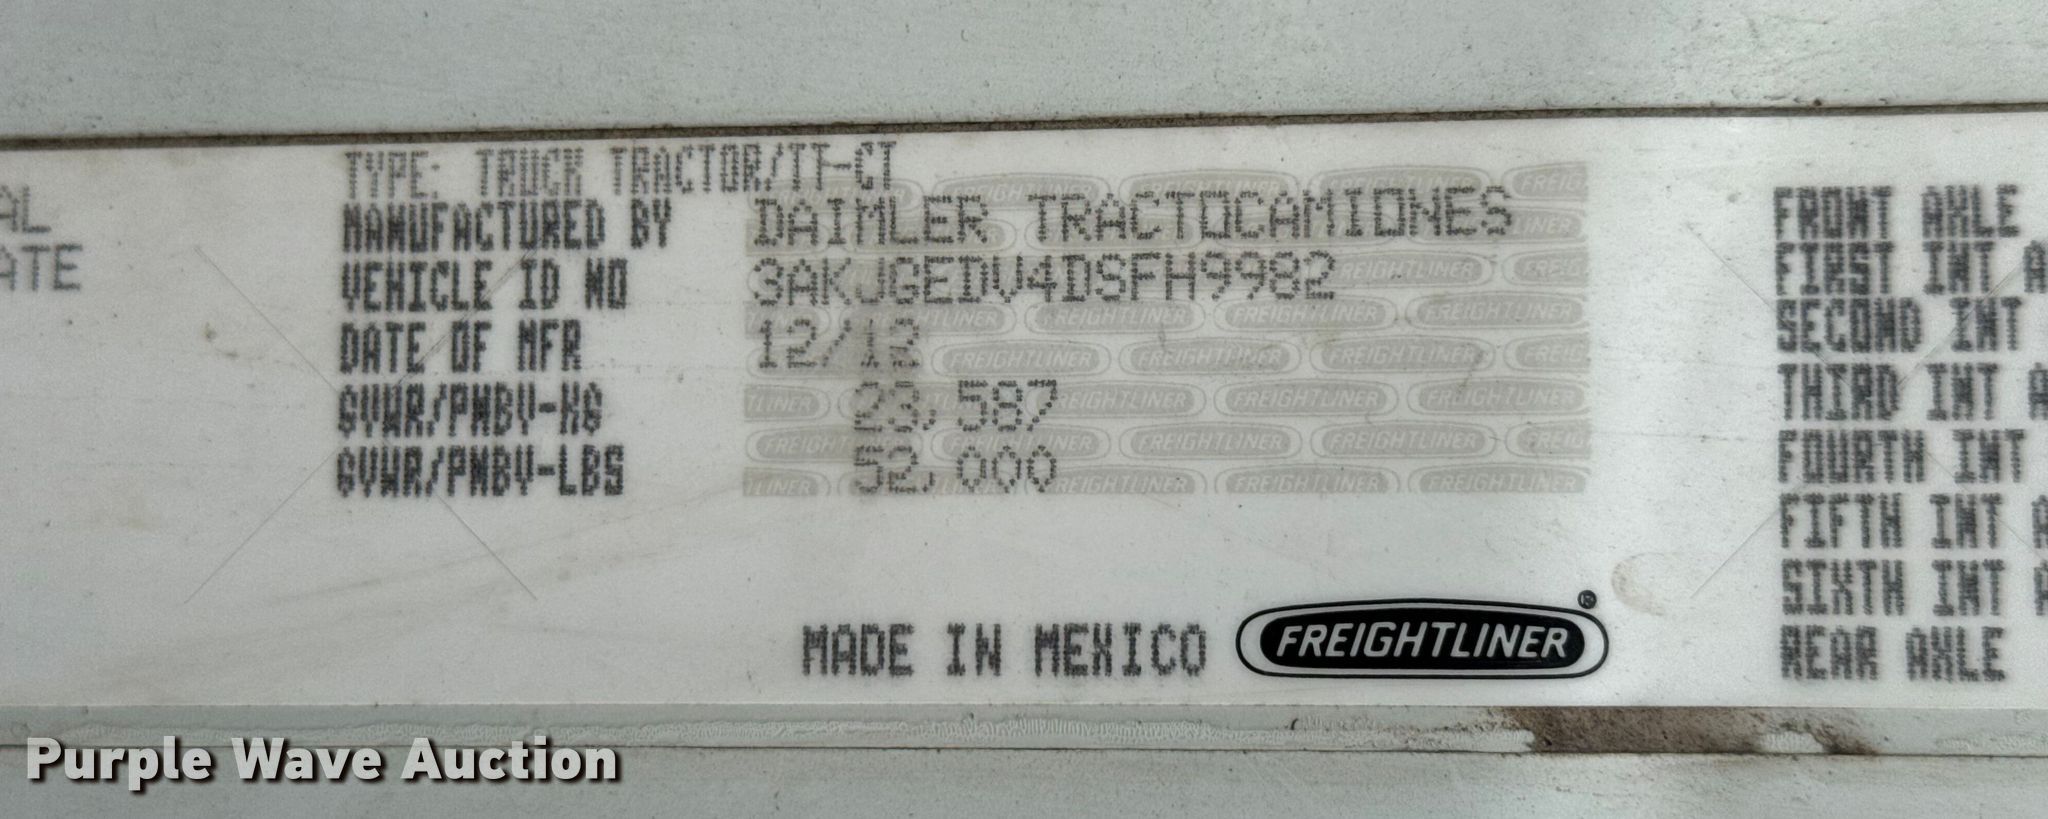 AL
ATE
TYPE: TRUCK TRACTOR/TT-CT
MANUFACTURED BY DAIMLER TRACTOCAMIONES
VEHICLE ID NO 3AKJGEDV4DSFH9982
DATE OF MFR 12/12
GVWR/PNBV-KG 23,587
GVWR/PNBV-LBS 52,000
MADE IN MEXICO FREIGHTLINER®
FRONT AXLE
FIRST INT A
SECOND INT
THIRD INT A
FOURTH INT
FIFTH INT A
SIXTH INT A
REAR AXLE
Purple Wave Auction